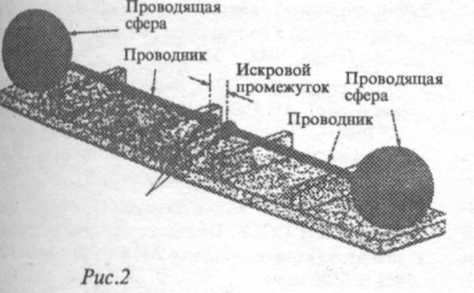 Проводящая
сфера
Проводник
Искровой
промежуток
Проводящая
сфера
Проводник
Рис.2